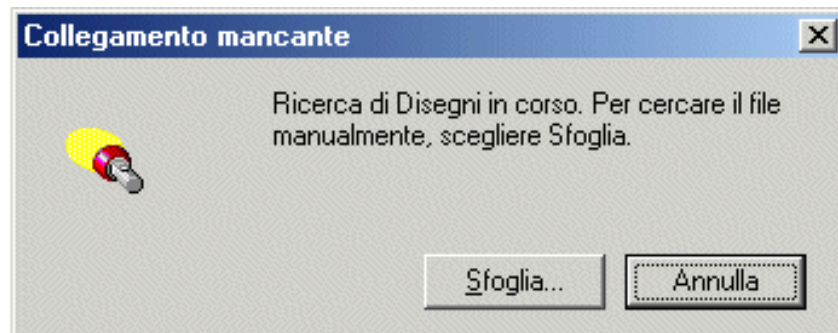 Collegamento mancante
Ricerca di Disegni in corso. Per cercare il file
manualmente, scegliere Sfoglia.
Sfoglia... Annulla